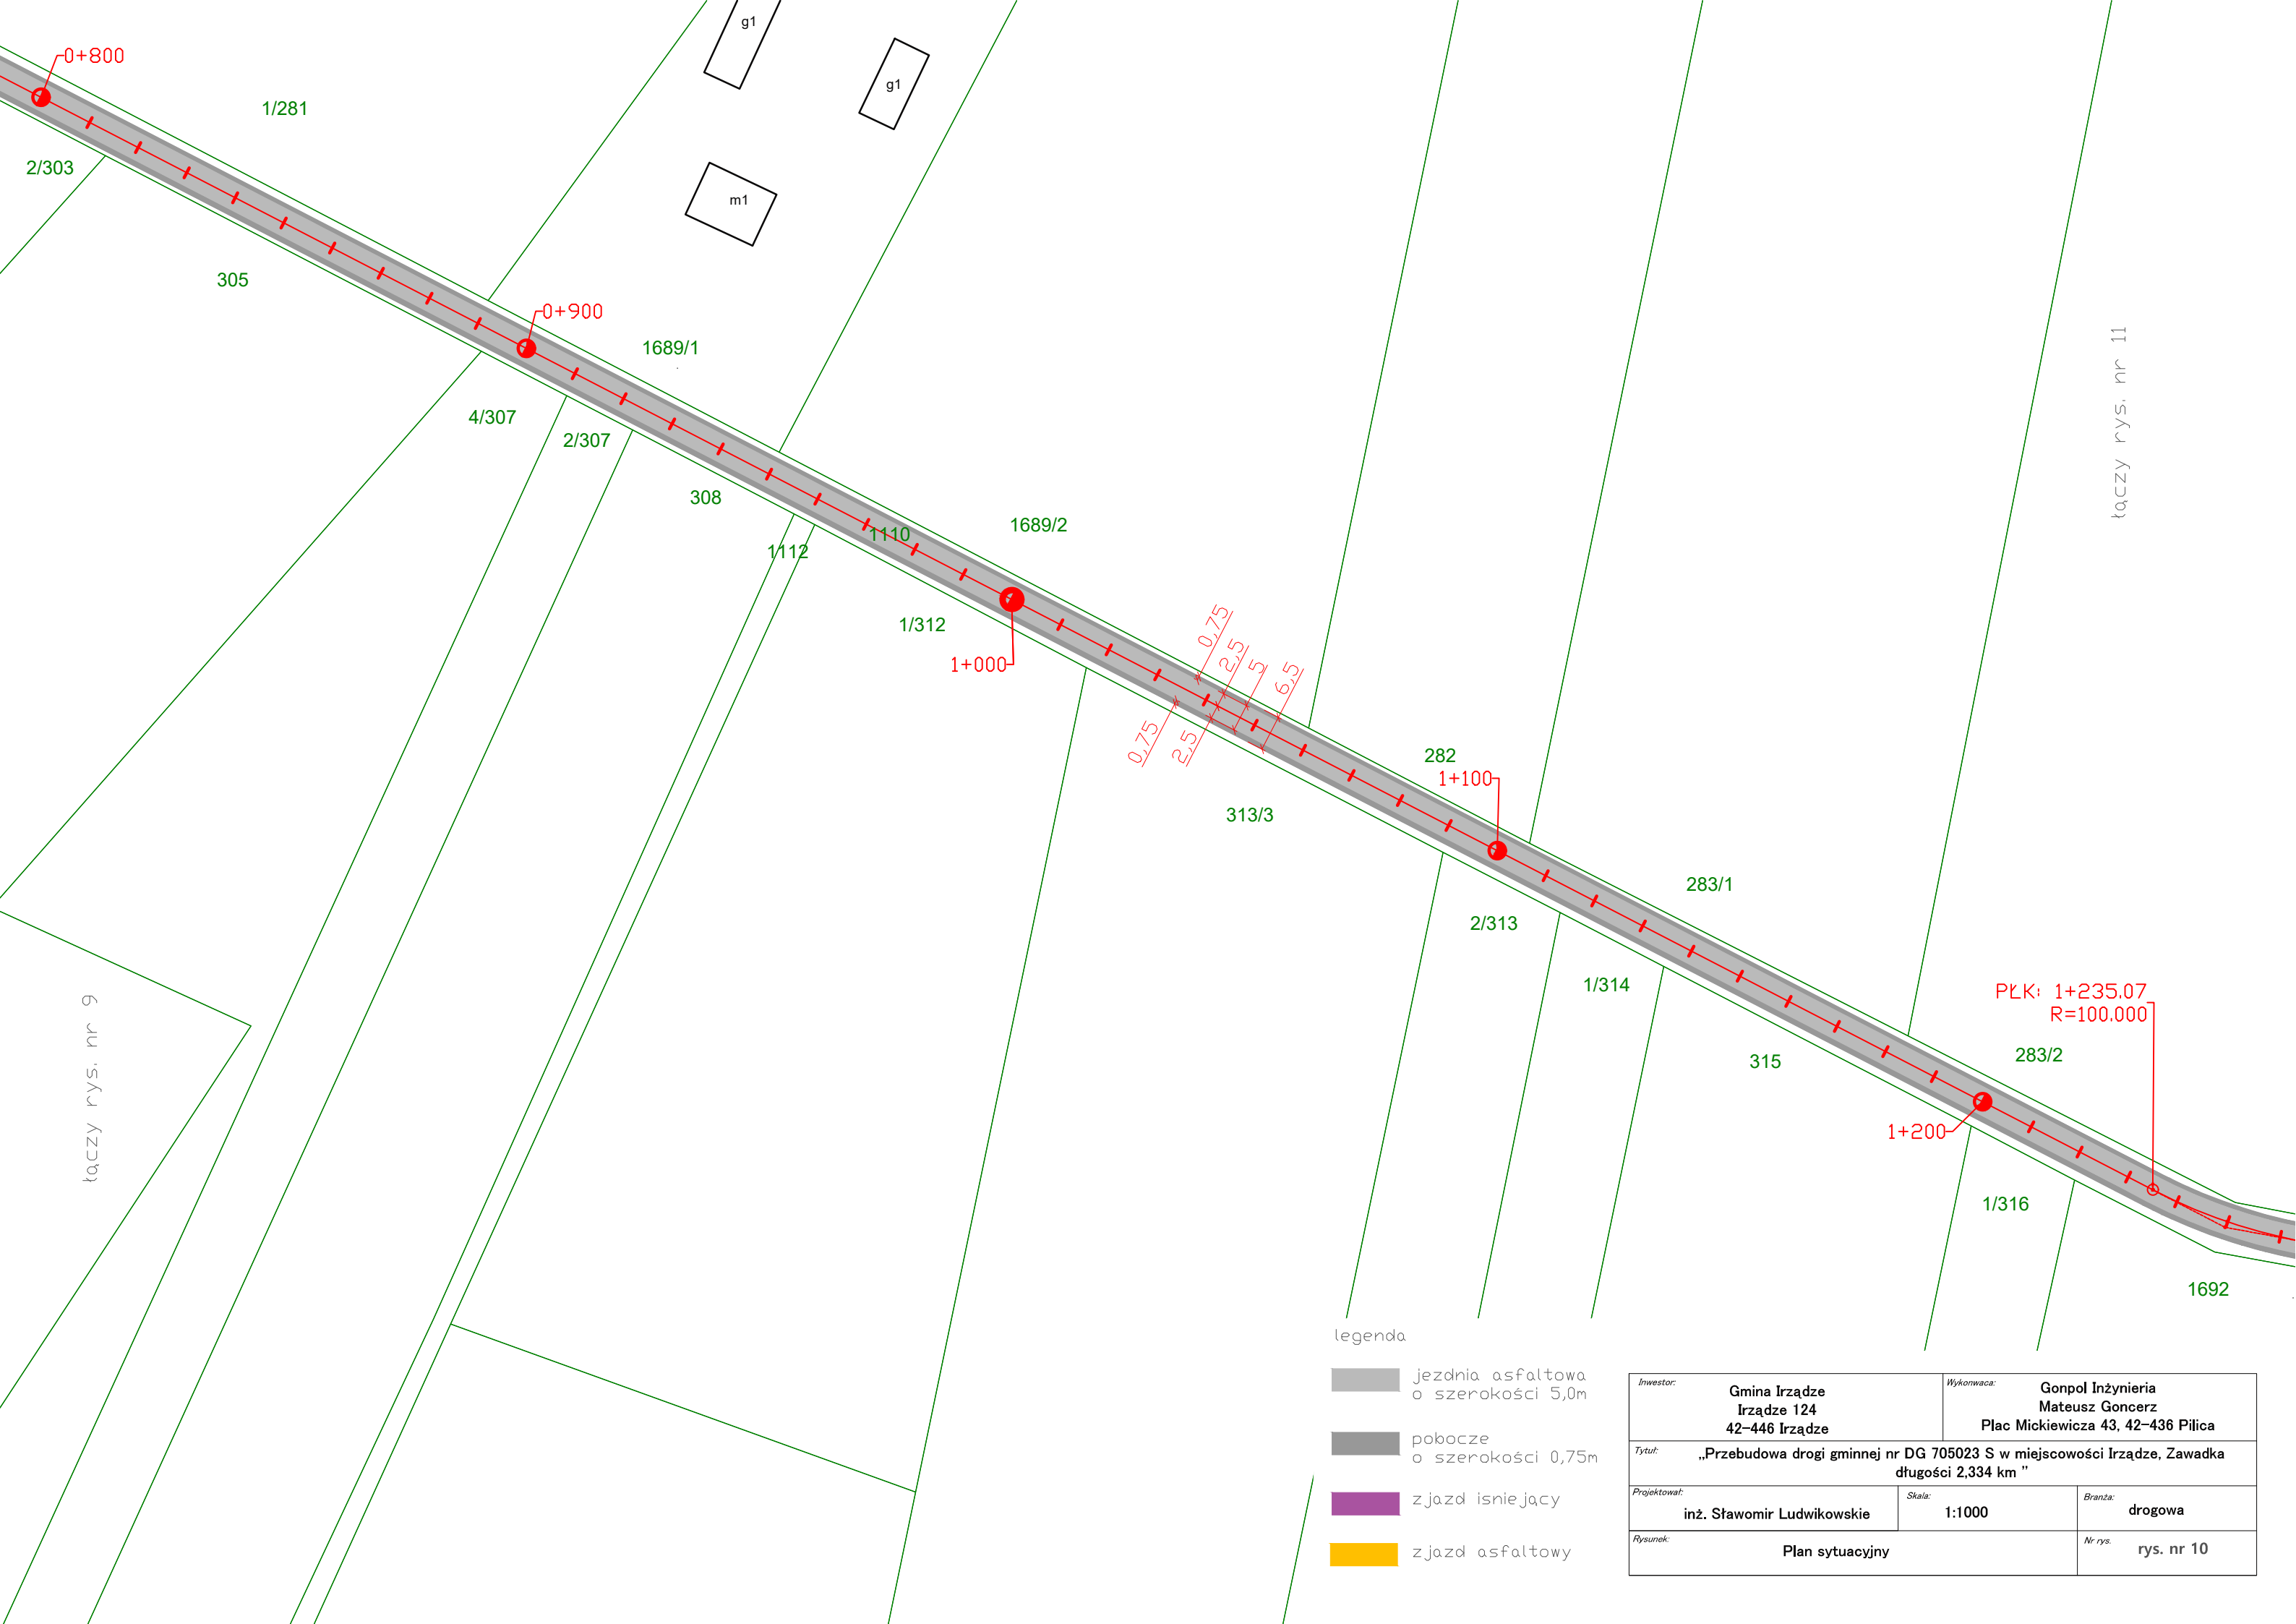 g1
0+800
g1
1/281
2/303
m1
305
0+900
1689/1
łączy rys. nr 11
4/307
2/307
308
1110
1689/2
1112
1/312
1+000
0,75
2,5
5
6,5
0,75
2,5
282
1+100
313/3
283/1
2/313
1/314
PŁK: 1+235.07
R=100.000
315
283/2
łączy rys. nr 9
1+200
1/316
1692
legenda
jezdnia asfaltowa
o szerokości 5,0m
pobocze
o szerokości 0,75m
zjazd isniejący
zjazd asfaltowy
Inwestor:
Gmina Irządze
Irządze 124
42-446 Irządze
Wykonwaca:
Gonpol Inżynieria
Mateusz Goncerz
Plac Mickiewicza 43, 42-436 Pilica
Tytuł:
„Przebudowa drogi gminnej nr DG 705023 S w miejscowości Irządze, Zawadka
długości 2,334 km ”
Projektował:
inż. Sławomir Ludwikowskie
Skala:
1:1000
Branża:
drogowa
Rysunek:
Plan sytuacyjny
Nr rys.
rys. nr 10